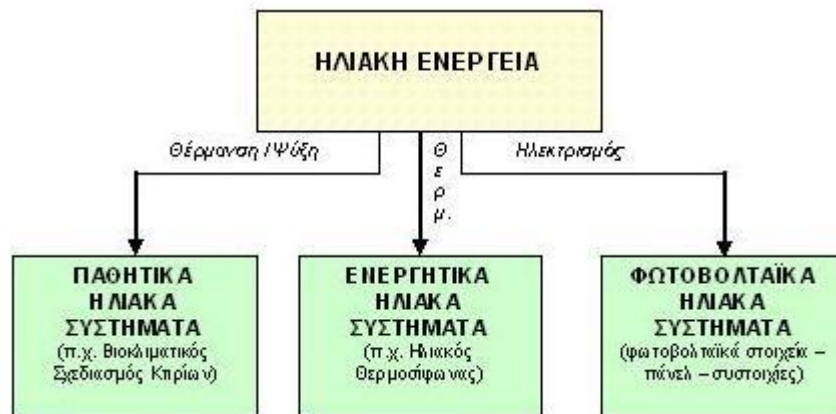 ΗΛΙΑΚΗ ΕΝΕΡΓΕΙΑ
Θέρμανση / Ψύξη
Θ
ε
ρ
μ.
Ηλεκτρισμός
ΠΑΘΗΤΙΚΑ
ΗΛΙΑΚΑ
ΣΥΣΤΗΜΑΤΑ
(π.χ. Βιοκλιματικός
Σχεδιασμός Κτιρίων)
ΕΝΕΡΓΗΤΙΚΑ
ΗΛΙΑΚΑ
ΣΥΣΤΗΜΑΤΑ
(π.χ. Ηλιακός
Θερμοσίφωνας)
ΦΩΤΟΒΟΛΤΑΪΚΑ
ΗΛΙΑΚΑ
ΣΥΣΤΗΜΑΤΑ
(φωτοβολταϊκά στοιχεία –
πάνελ – συστοιχίες)